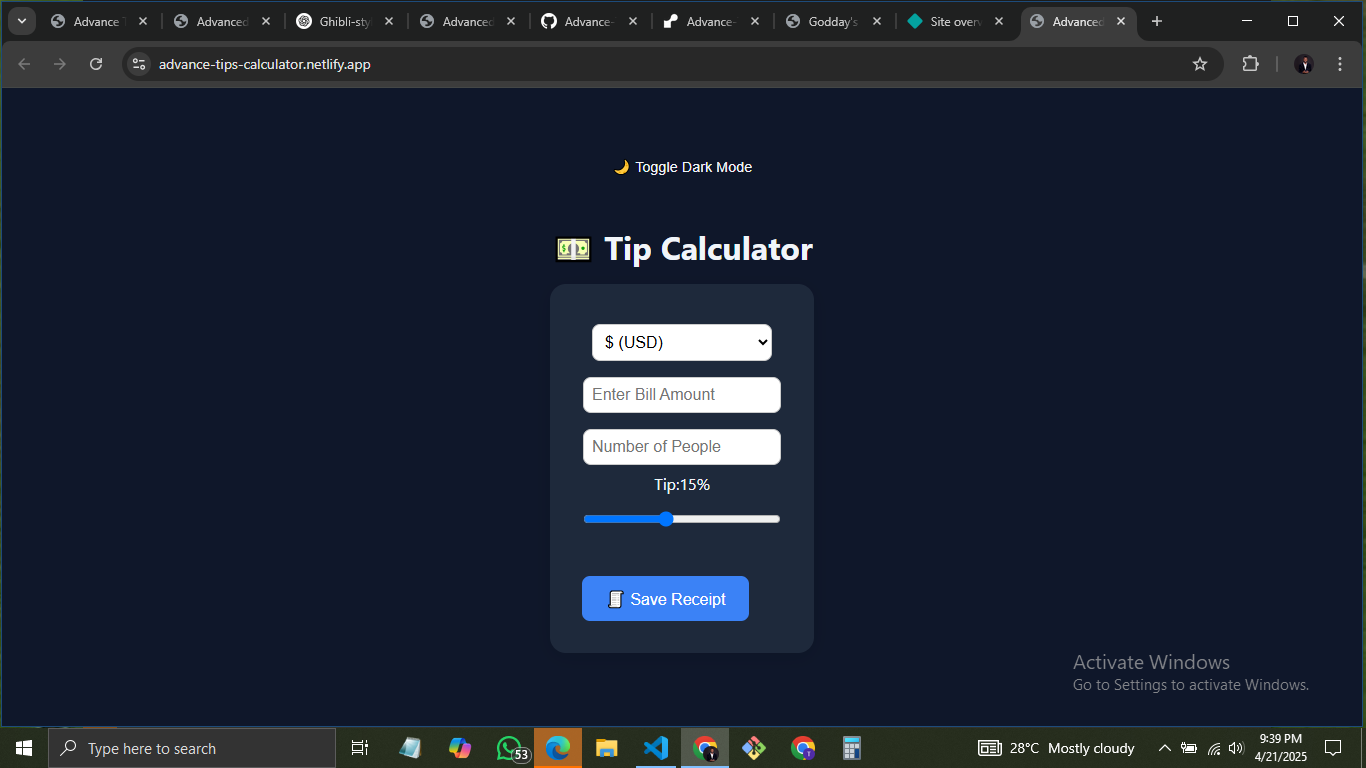 Advance T
Advanced
Ghibli-sty
Advanced
Advance-
Advance-
Godday's
Site over
Advanced
advance-tips-calculator.netlify.app
🌙 Toggle Dark Mode
💵 Tip Calculator
$ (USD)
Enter Bill Amount
Number of People
Tip:15%
🧾 Save Receipt
Activate Windows
Go to Settings to activate Windows.
Type here to search
53
28°C Mostly cloudy
9:39 PM
4/21/2025